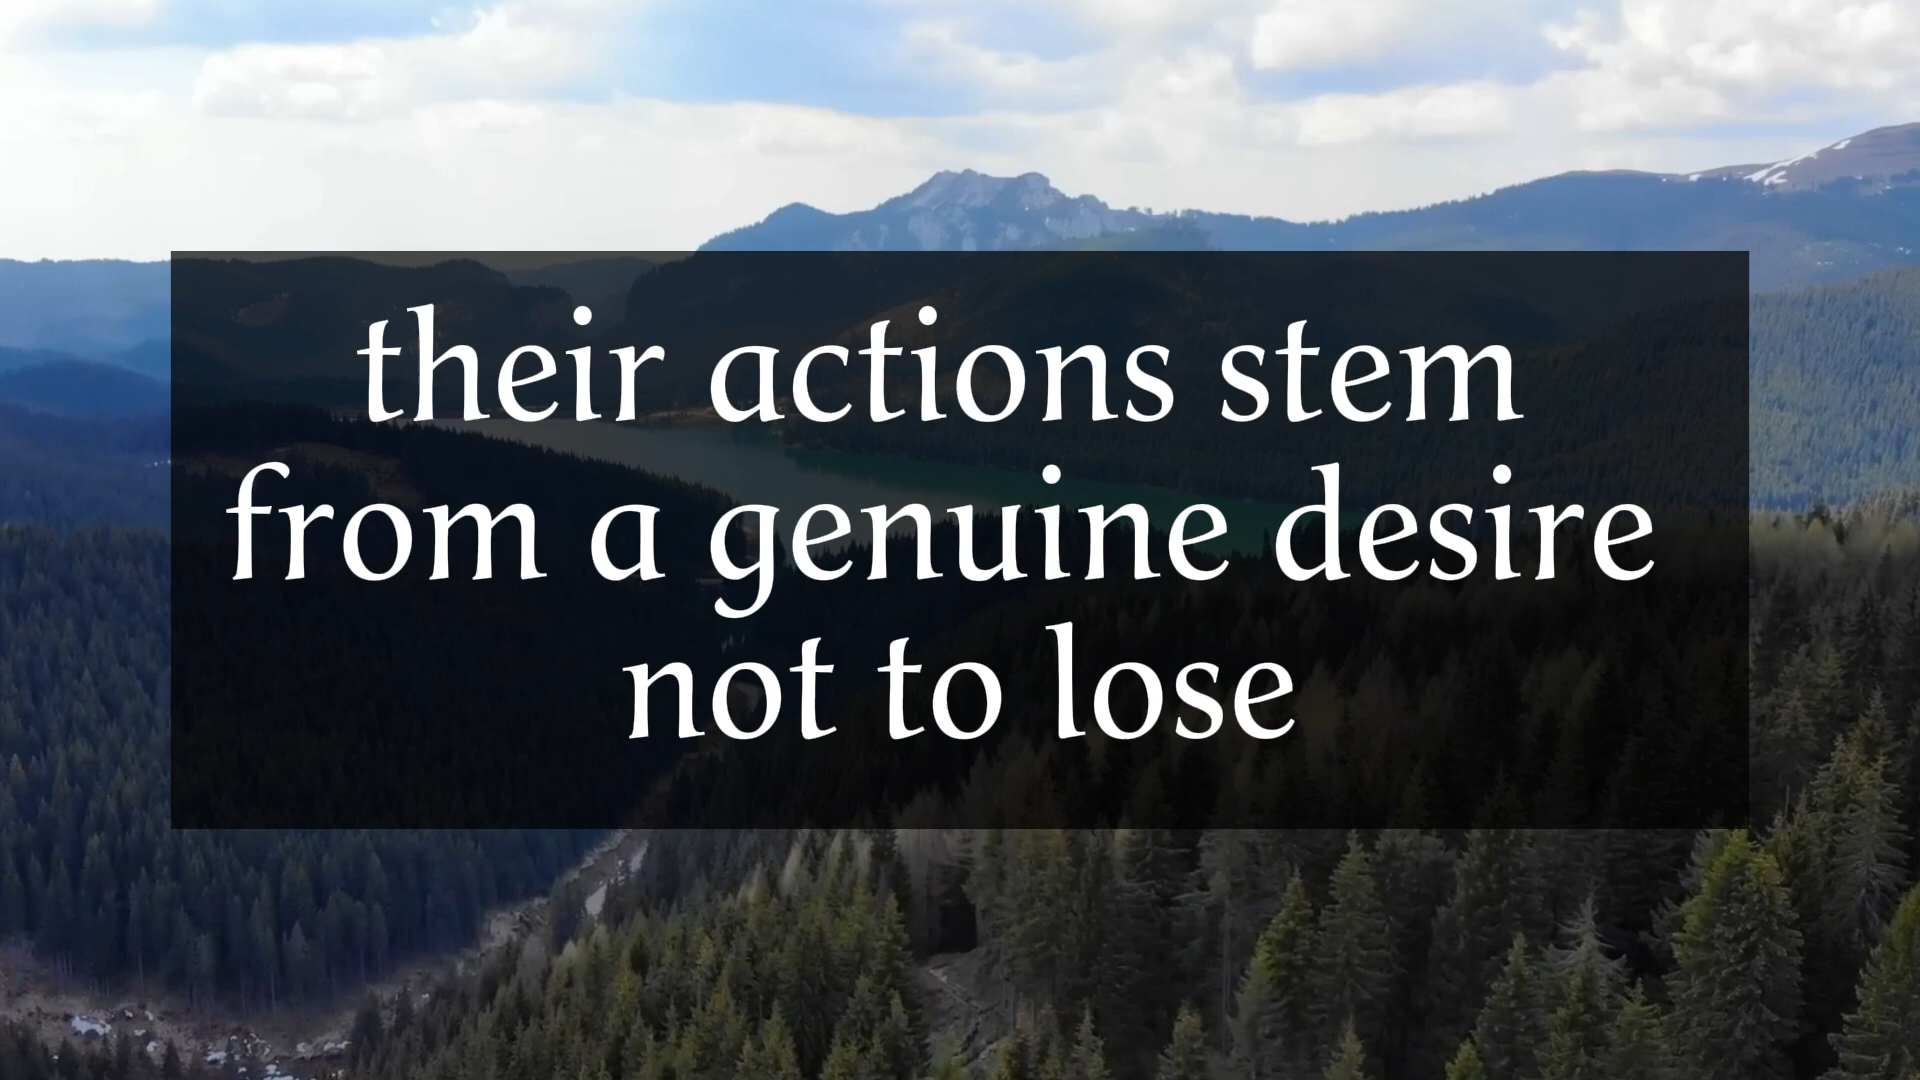 their actions stem
from a genuine desire
not to lose